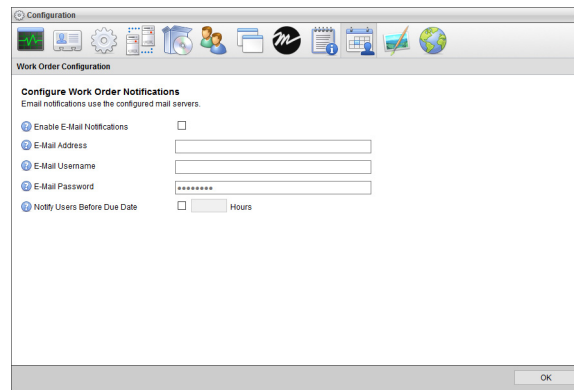 Configuration
Work Order Configuration
Configure Work Order Notifications
Email notifications use the configured mail servers.
Enable E-Mail Notifications
E-Mail Address
E-Mail Username
E-Mail Password
Notify Users Before Due Date Hours
OK